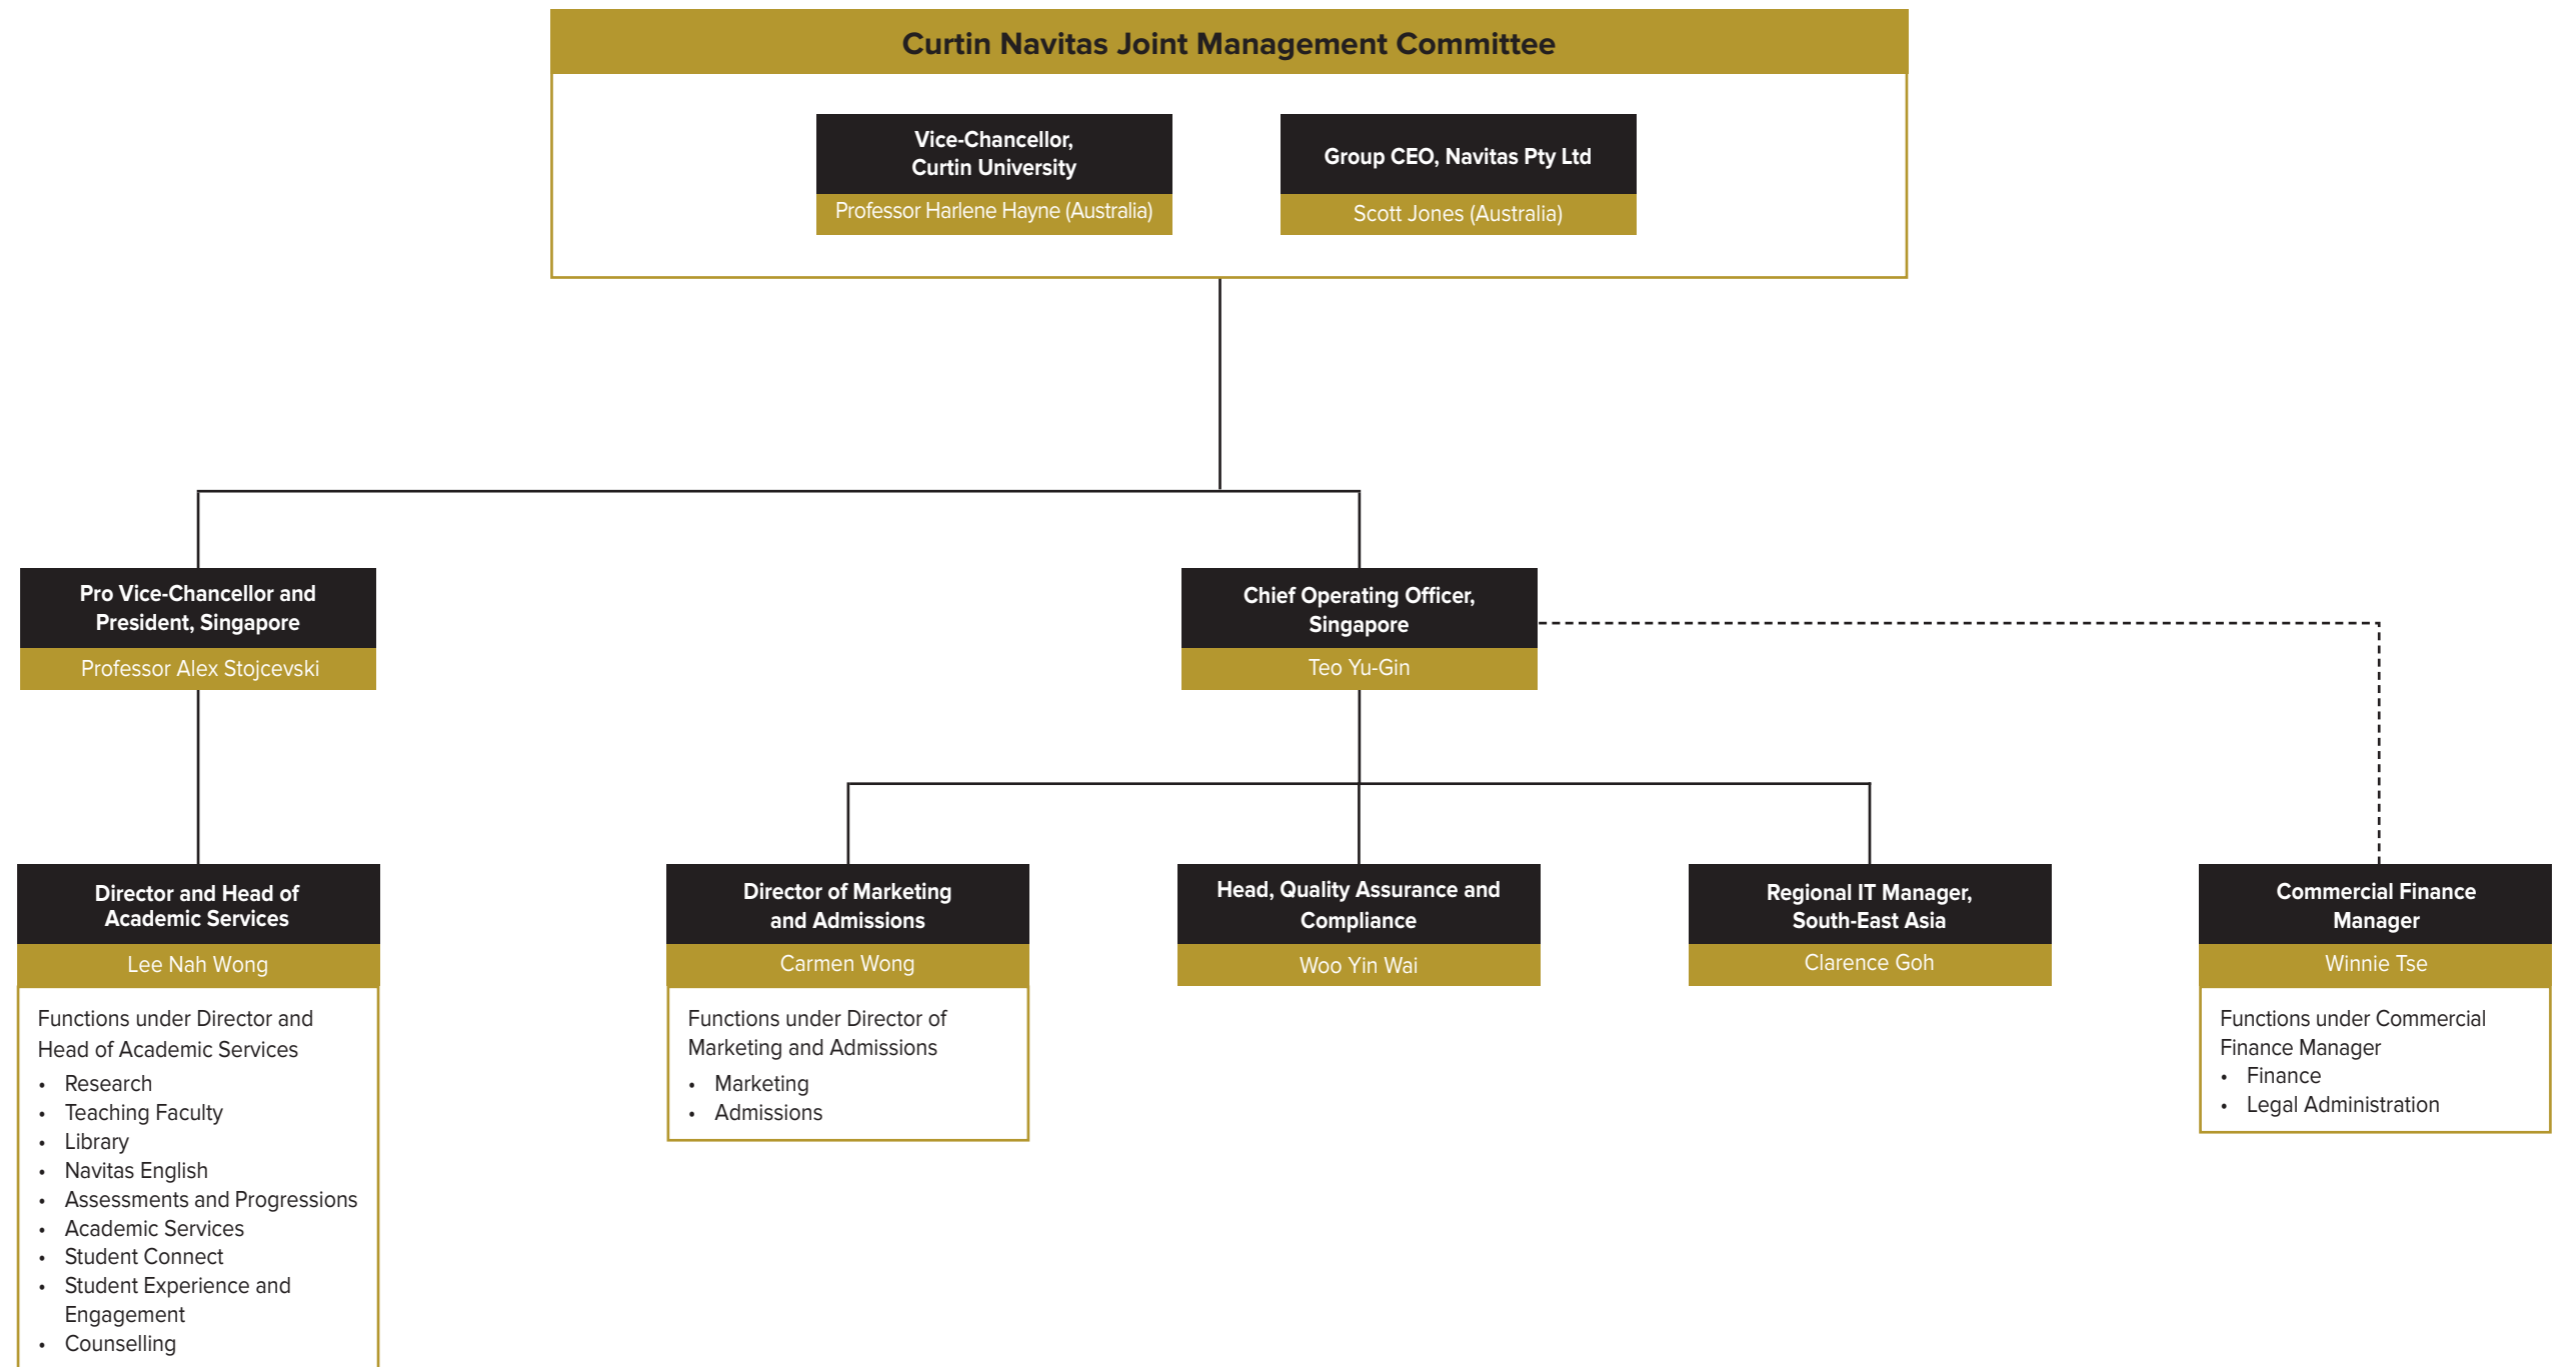 Curtin Navitas Joint Management Committee
Vice-Chancellor,
Curtin University
Professor Harlene Hayne (Australia)
Group CEO, Navitas Pty Ltd
Scott Jones (Australia)
Pro Vice-Chancellor and
President, Singapore
Professor Alex Stojcevski
Chief Operating Officer,
Singapore
Teo Yu-Gin
Director and Head of
Academic Services
Lee Nah Wong
Functions under Director and
Head of Academic Services
• Research
• Teaching Faculty
• Library
• Navitas English
• Assessments and Progressions
• Academic Services
• Student Connect
• Student Experience and
Engagement
• Counselling
Director of Marketing
and Admissions
Carmen Wong
Functions under Director of
Marketing and Admissions
• Marketing
• Admissions
Head, Quality Assurance and
Compliance
Woo Yin Wai
Regional IT Manager,
South-East Asia
Clarence Goh
Commercial Finance
Manager
Winnie Tse
Functions under Commercial
Finance Manager
• Finance
• Legal Administration